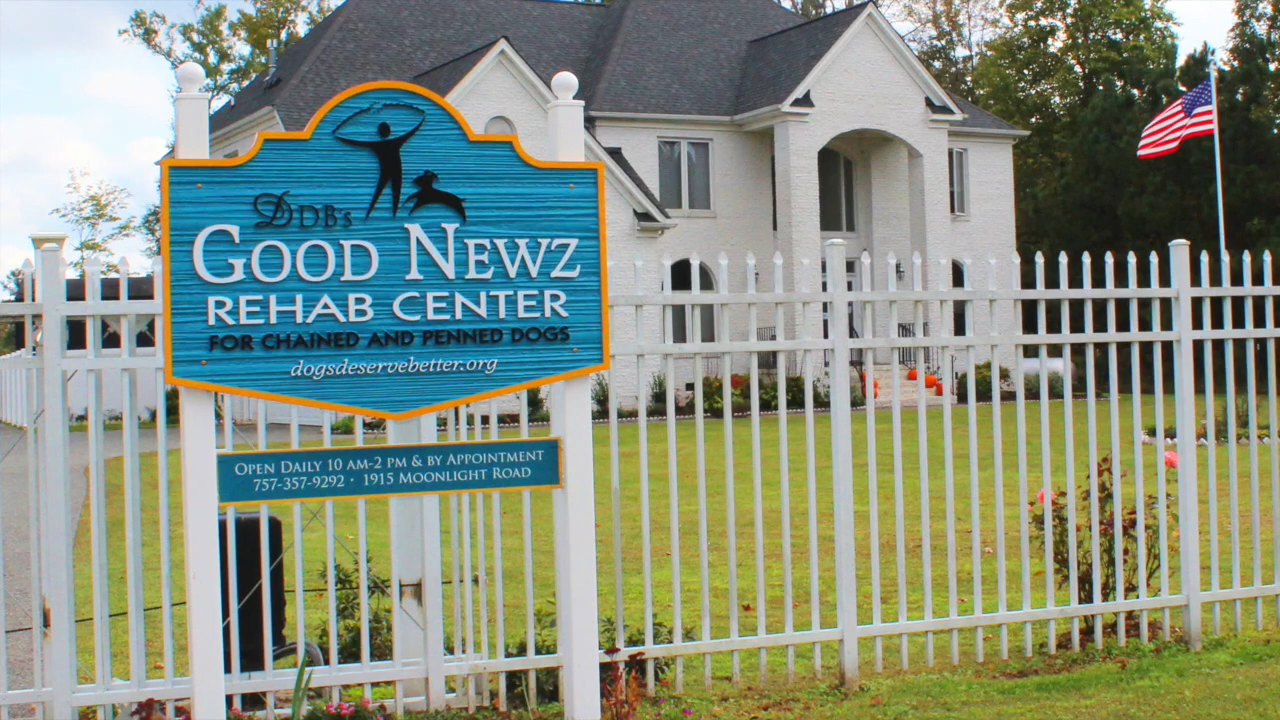 DDB's
GOOD NEWZ
REHAB CENTER
FOR CHAINED AND PENNED DOGS
dogsdeservebetter.org
OPEN DAILY 10 AM-2 PM & BY APPOINTMENT
757-357-9292 · 1915 MOONLIGHT ROAD